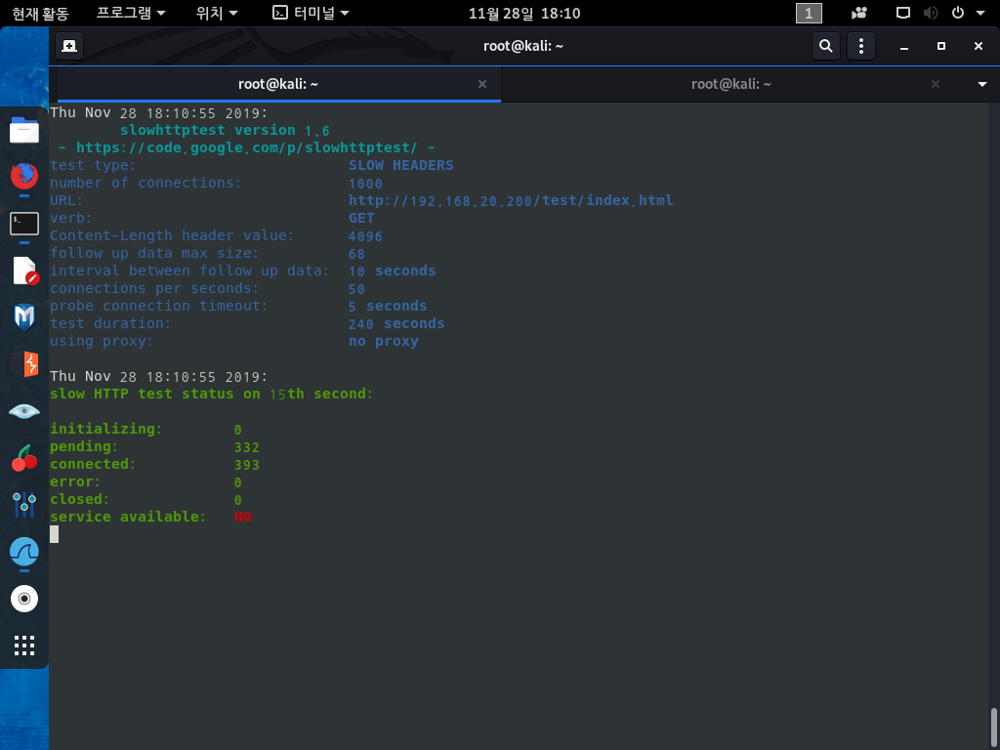 현재 활동 프로그램 위치 터미널 11월 28일 18:10 1
root@kali: ~
root@kali: ~ root@kali: ~
Thu Nov 28 18:10:55 2019:
slowhttptest version 1.6
- https://code.google.com/p/slowhttptest/ -
test type: SLOW HEADERS
number of connections: 1000
URL: http://192.168.20.200/test/index.html
verb: GET
Content-Length header value: 4096
follow up data max size: 68
interval between follow up data: 10 seconds
connections per seconds: 50
probe connection timeout: 5 seconds
test duration: 240 seconds
using proxy: no proxy
Thu Nov 28 18:10:55 2019:
slow HTTP test status on 15th second:
initializing: 0
pending: 332
connected: 393
error: 0
closed: 0
service available: NO